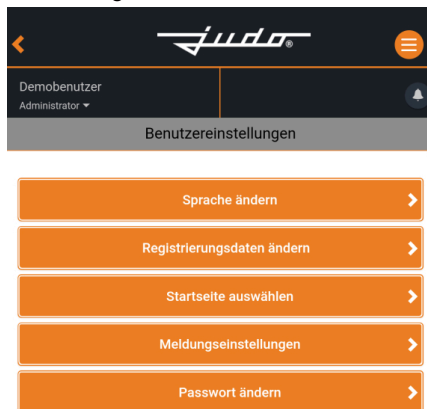 judo®
Demobenutzer
Administrator
Benutzereinstellungen
Sprache ändern
Registrierungsdaten ändern
Startseite auswählen
Meldungseinstellungen
Passwort ändern